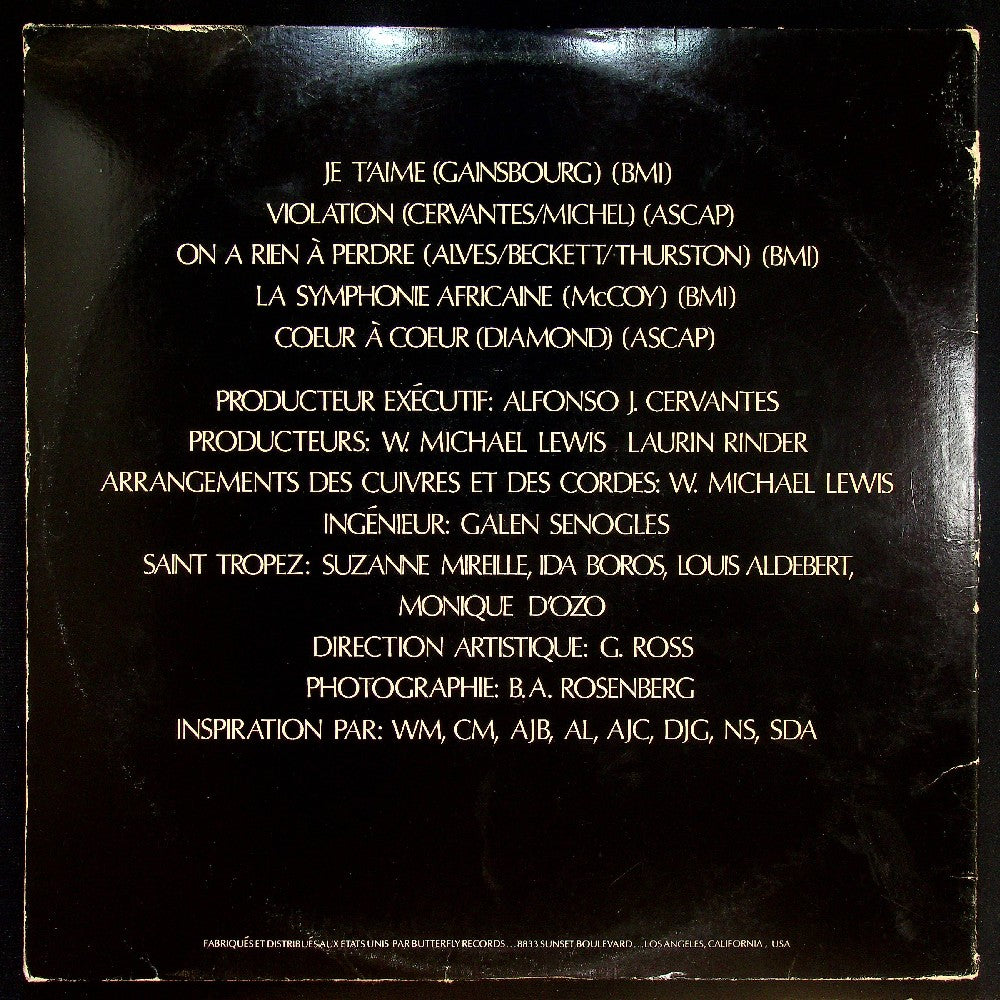 JE T'AIME (GAINSBOURG) (BMI)
VIOLATION (CERVANTES/MICHEL) (ASCAP)
ON A RIEN À PERDRE (ALVES/BECKETT/THURSTON) (BMI)
LA SYMPHONIE AFRICAINE (McCOY) (BMI)
COEUR À COEUR (DIAMOND) (ASCAP)
PRODUCTEUR EXÉCUTIF: ALFONSO J. CERVANTES
PRODUCTEURS: W. MICHAEL LEWIS LAURIN RINDER
ARRANGEMENTS DES CUIVRES ET DES CORDES: W. MICHAEL LEWIS
INGÉNIEUR: GALEN SENOGLES
SAINT TROPEZ: SUZANNE MIREILLE, IDA BOROS, LOUIS ALDEBERT,
MONIQUE D'OZO
DIRECTION ARTISTIQUE: G. ROSS
PHOTOGRAPHIE: B.A. ROSENBERG
INSPIRATION PAR: WM, CM, AJB, AL, AJC, DJG, NS, SDA
FABRIQUÉS ET DISTRIBUÉS AUX ETATS UNIS PAR BUTTERFLY RECORDS...8833 SUNSET BOULEVARD...LOS ANGELES, CALIFORNIA, USA